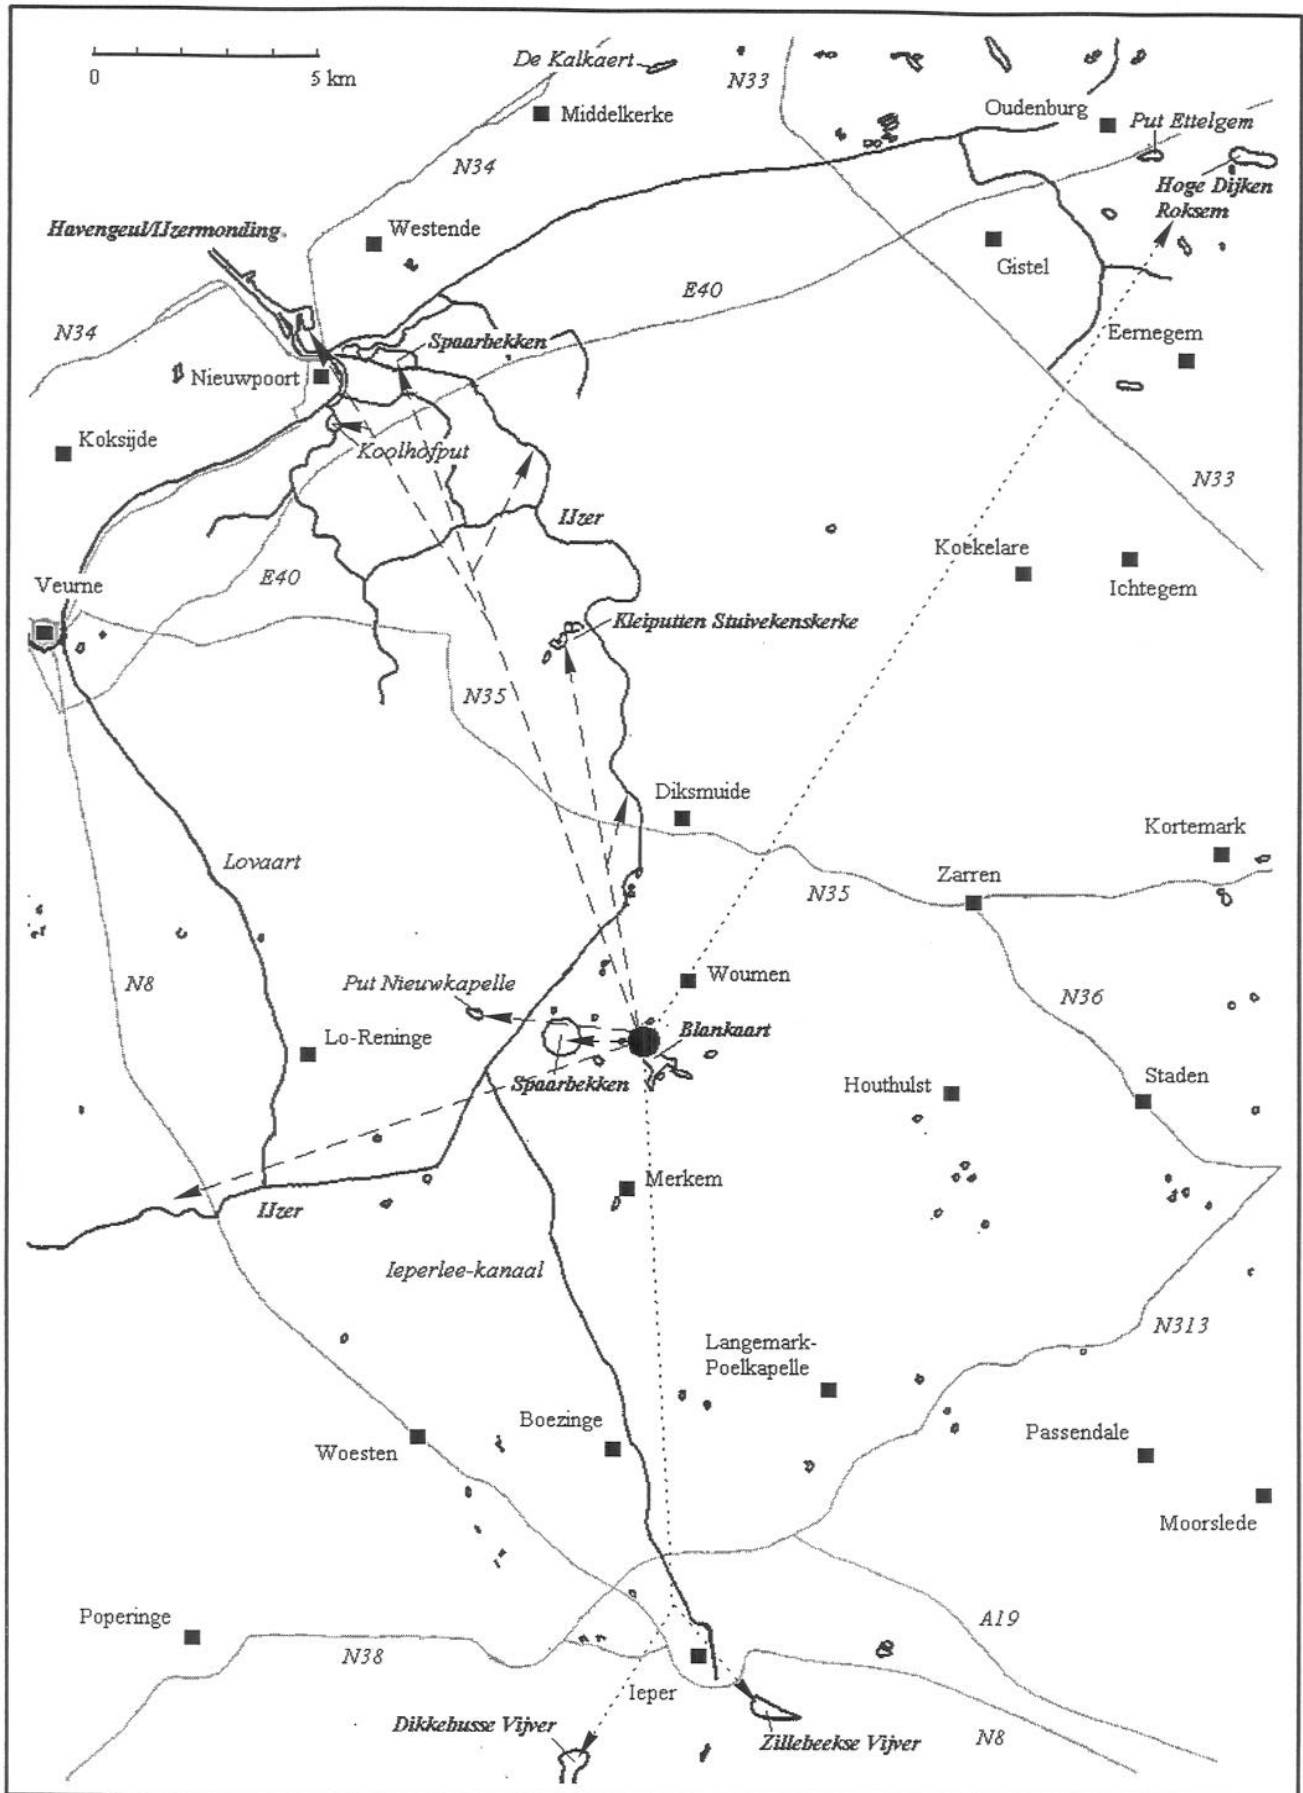 0
5 km
De Kalkaert
N33
Middelkerke
Oudenburg
Put Ettelgem
N34
Hoge Dijken
Roksem
Havengeul/IJzermonding
Westende
Gistel
E40
N34
Spaarbekken
Eernegem
Nieuwpoort
Koksijde
Koolhofput
N33
IJzer
Koekelare
Ichtegem
E40
Veurne
Kleiputten Stuivekenskerke
N35
Diksmuide
Kortemark
Lovaart
N35
Zarren
N8
Put Nieuwkapelle
Woumen
N36
Lo-Reninge
Blankaart
Spaarbekken
Houthulst
Staden
Merkem
IJzer
Ieperlee-kanaal
N313
Langemark-
Poelkapelle
Boezinge
Woesten
Passendale
Moorslede
Poperinge
A19
N38
Ieper
Dikkebusse Vijver
Zillebeekse Vijver
N8